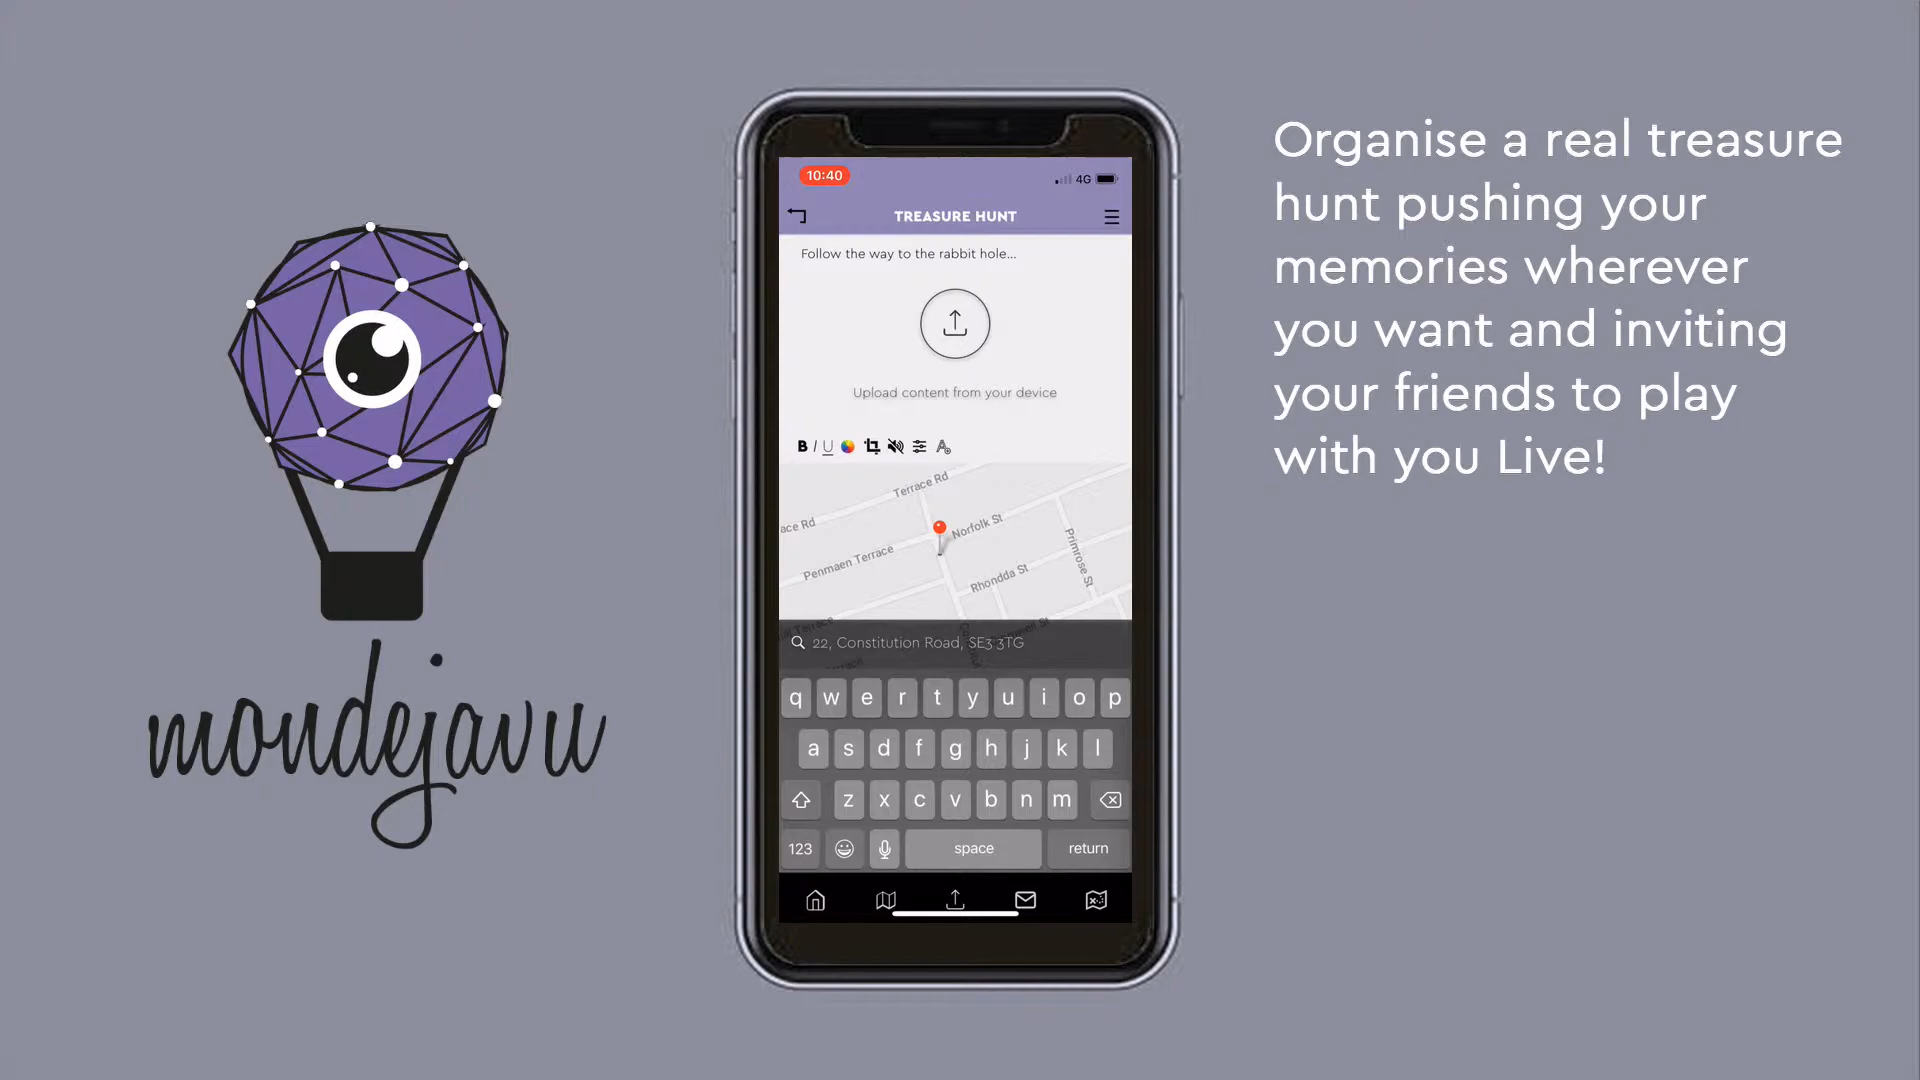 mondejavu
10:40
4G
TREASURE HUNT
Follow the way to the rabbit hole...
Upload content from your device
B I U
Terrace Rd
ace Rd
Norfolk St
Penmaen Terrace
Primrose St
Rhondda St
Terrace
22, Constitution Road, SE3 3TG
q w e r t y u i o p
a s d f g h j k l
z x c v b n m
123 space return
Organise a real treasure
hunt pushing your
memories wherever
you want and inviting
your friends to play
with you Live!